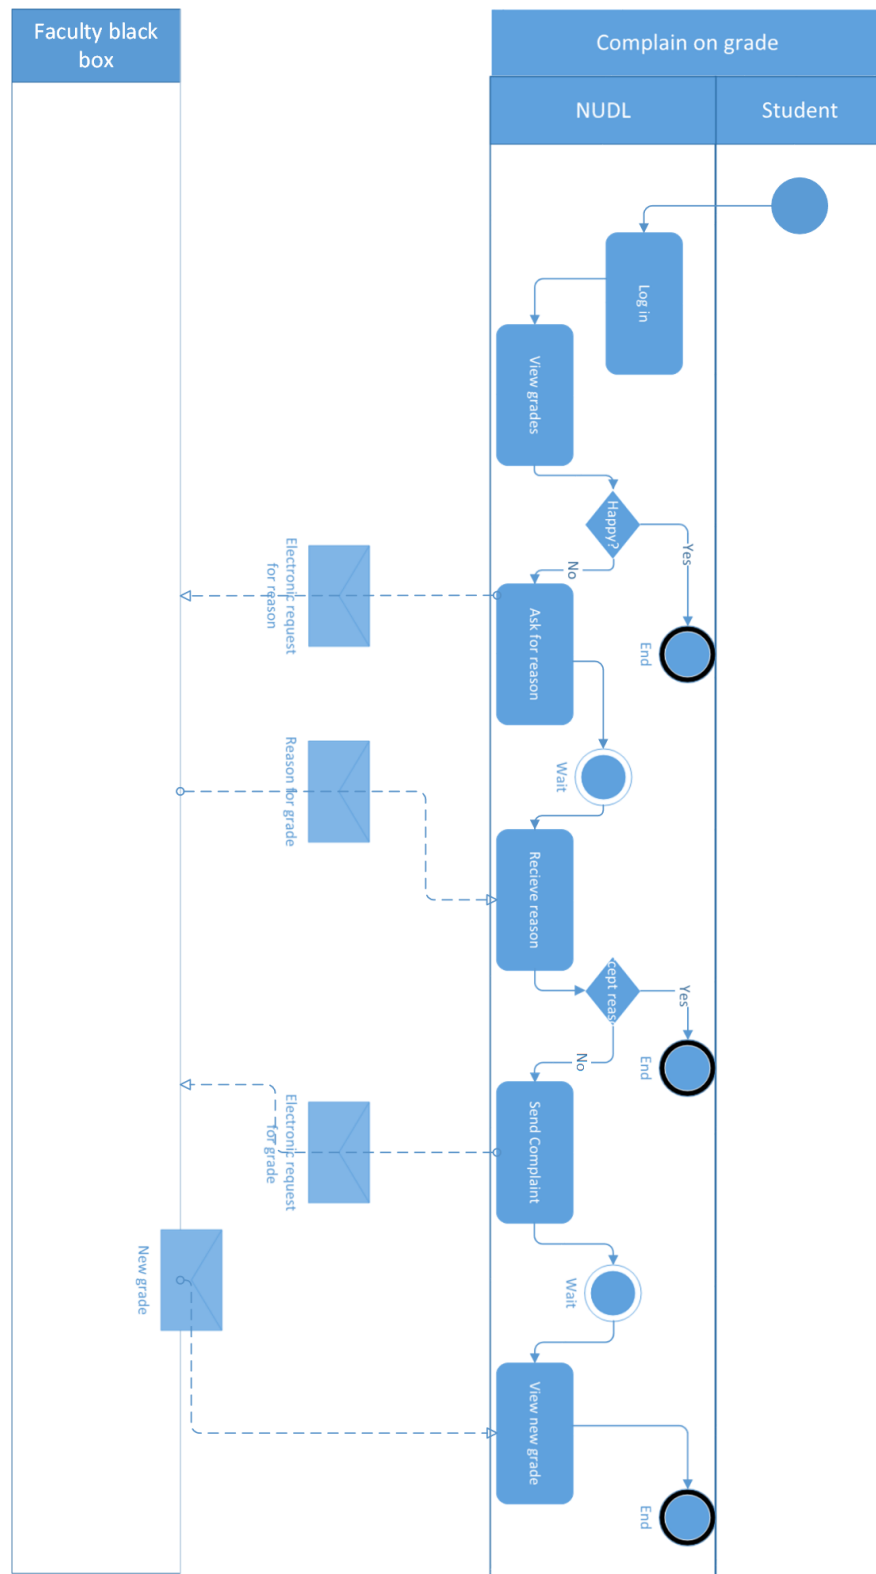 Faculty black
box
Complain on grade
NUDL
Student
Log in
View grades
Happy?
Yes
No
End
Electronic request
for reason
Ask for reason
Wait
Reason for grade
Recieve reason
cept reas
Yes
No
End
Electronic request
for grade
Send Complaint
Wait
New grade
View new grade
End